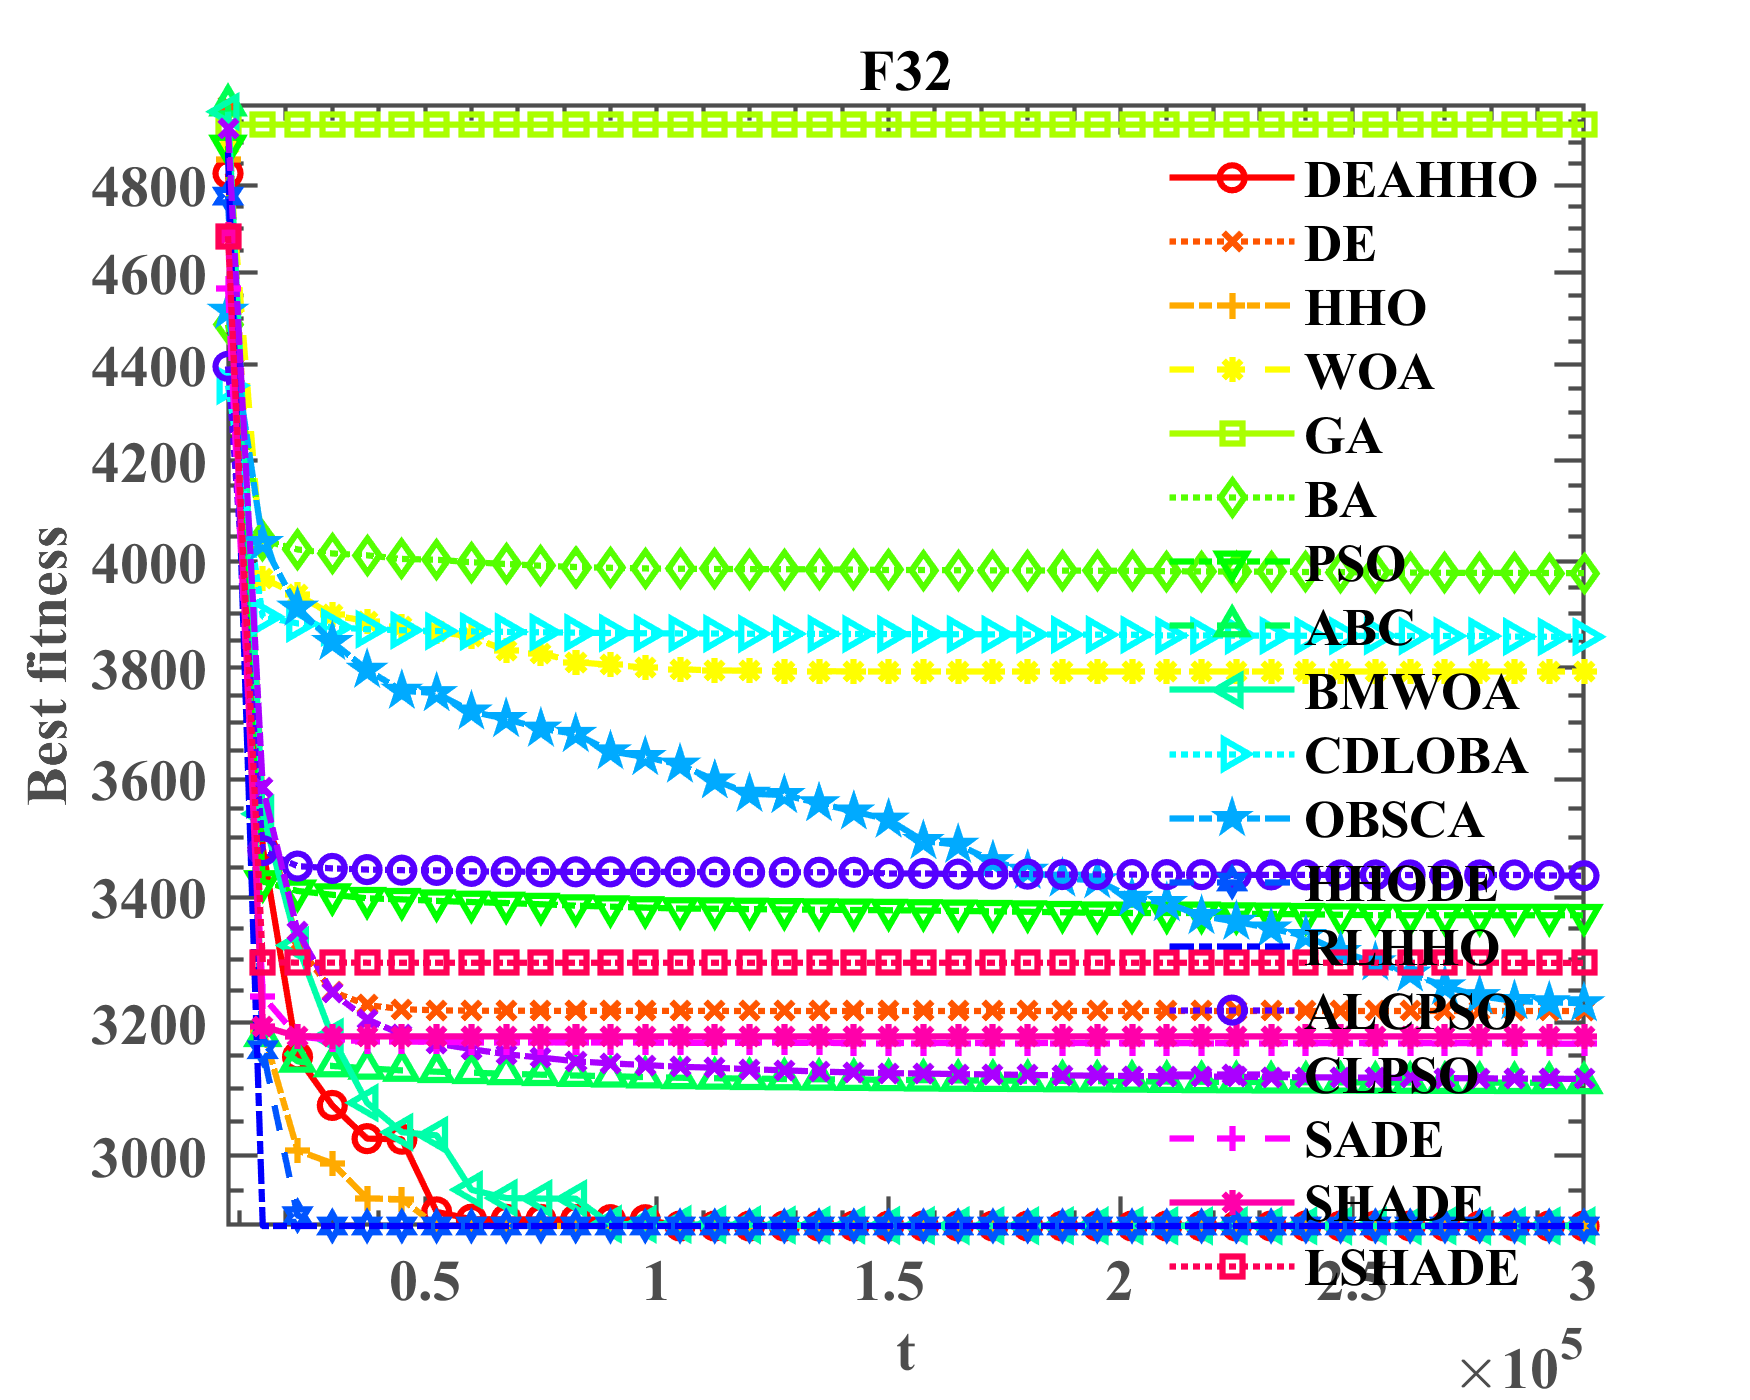 F32
4800
4600
4400
4200
4000
3800
3600
3400
3200
3000
Best fitness
DEAHHO
DE
HHO
WOA
GA
BA
PSO
ABC
BMWOA
CDLOBA
OBSCA
HHODE
RLHHO
ALCPSO
CLPSO
SADE
SHADE
LSHADE
0.5 1 1.5 2 2.5 3
t
×10^5